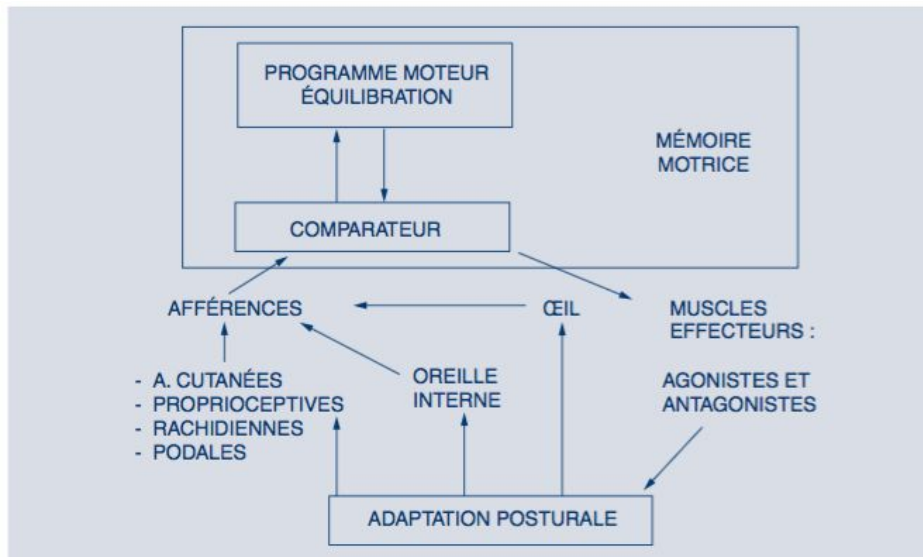 PROGRAMME MOTEUR
ÉQUILIBRATION
MÉMOIRE
MOTRICE
COMPARATEUR
AFFÉRENCES
ŒIL
MUSCLES
EFFECTEURS :
- A. CUTANÉES
- PROPRIOCEPTIVES
- RACHIDIENNES
- PODALES
OREILLE
INTERNE
AGONISTES ET
ANTAGONISTES
ADAPTATION POSTURALE